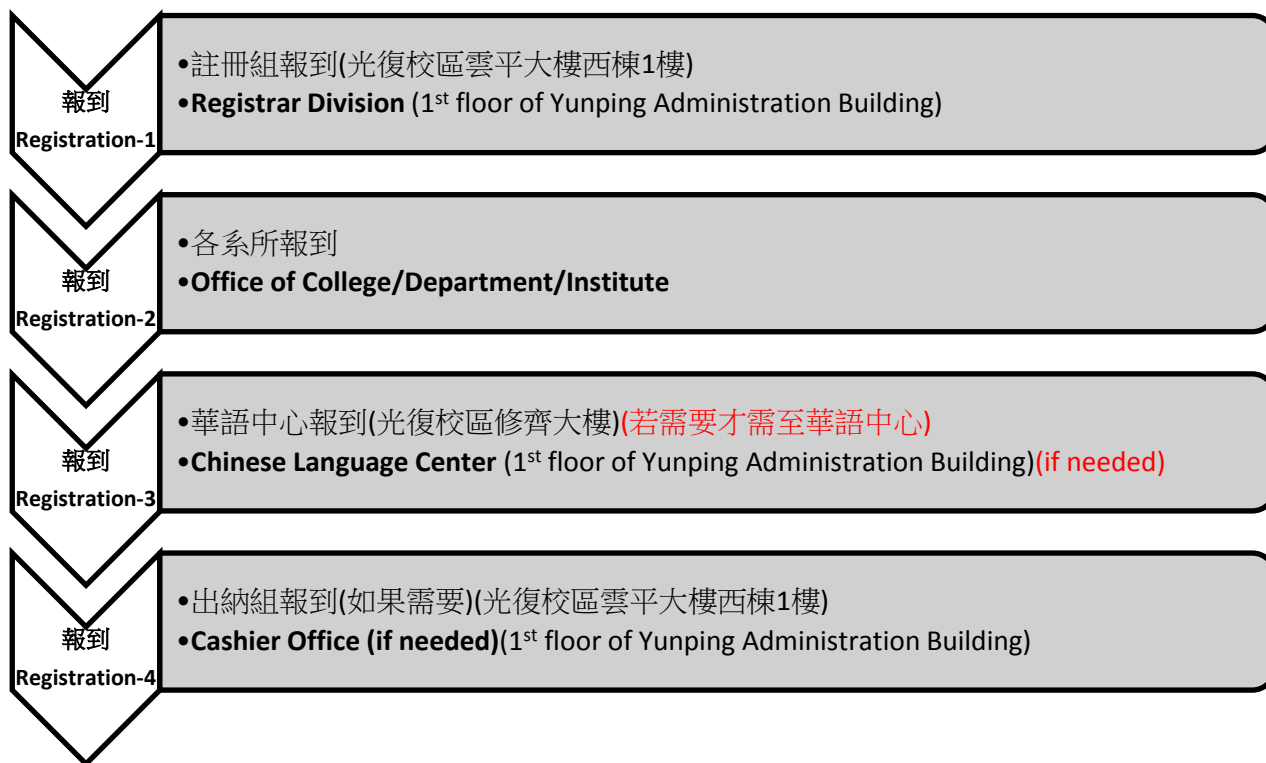 報到
Registration-1
•註冊組報到(光復校區雲平大樓西棟1樓)
•Registrar Division (1st floor of Yunping Administration Building)
報到
Registration-2
•各系所報到
•Office of College/Department/Institute
報到
Registration-3
•華語中心報到(光復校區修齊大樓)(若需要才需至華語中心)
•Chinese Language Center (1st floor of Yunping Administration Building)(if needed)
報到
Registration-4
•出納組報到(如果需要)(光復校區雲平大樓西棟1樓)
•Cashier Office (if needed)(1st floor of Yunping Administration Building)